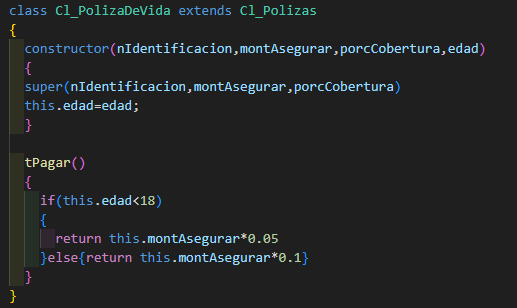 class Cl_PolizaDeVida extends Cl_Polizas
{
constructor(nIdentificacion,montAsegurar,porcCobertura,edad)
{
super(nIdentificacion,montAsegurar,porcCobertura)
this.edad=edad;
}
tPagar()
{
if(this.edad<18)
{
return this.montAsegurar*0.05
}else{return this.montAsegurar*0.1}
}
}